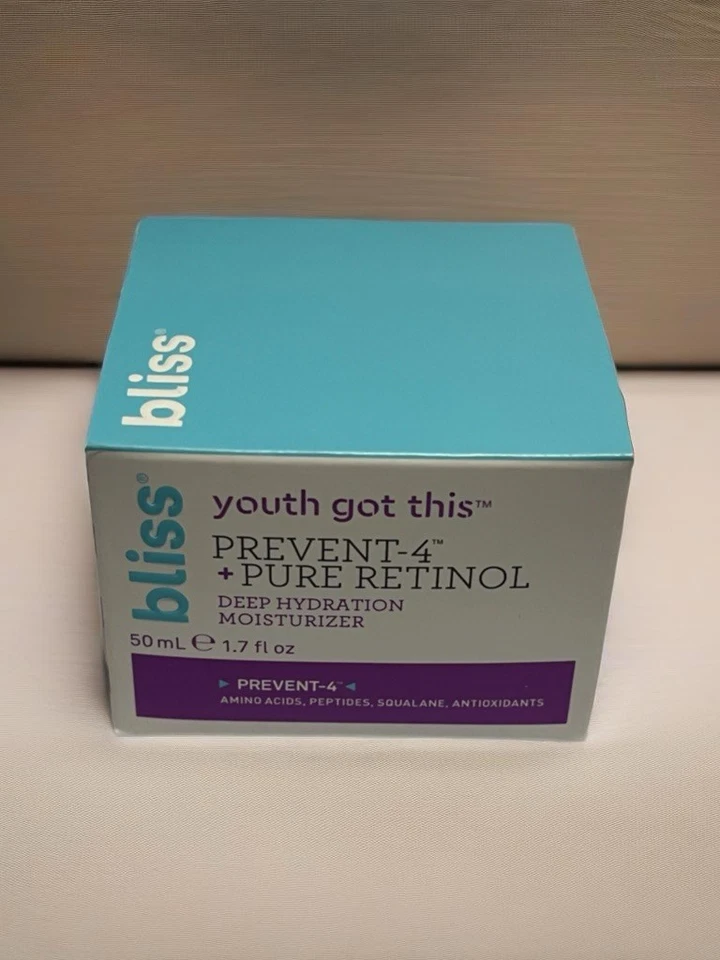 bliss®
bliss®
youth got this™
PREVENT-4™
+PURE RETINOL
DEEP HYDRATION
MOISTURIZER
50 mL ℮ 1.7 fl oz
► PREVENT-4™ ◄
AMINO ACIDS, PEPTIDES, SQUALANE, ANTIOXIDANTS